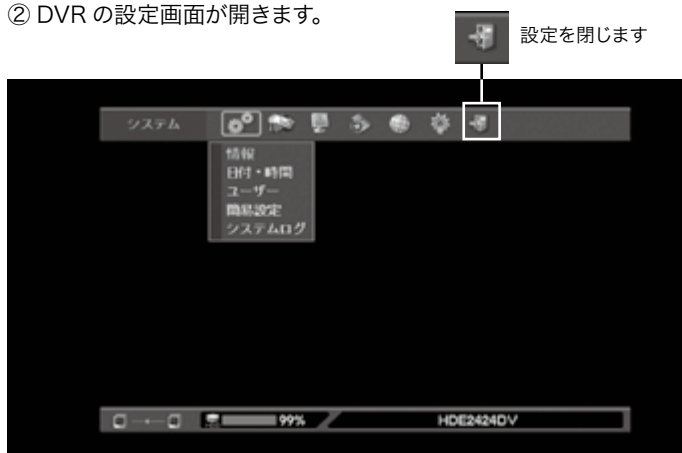 ② DVR の設定画面が開きます。
設定を閉じます
システム
情報
日付・時間
ユーザー
簡易設定
システムログ
99%
HDE2424DV